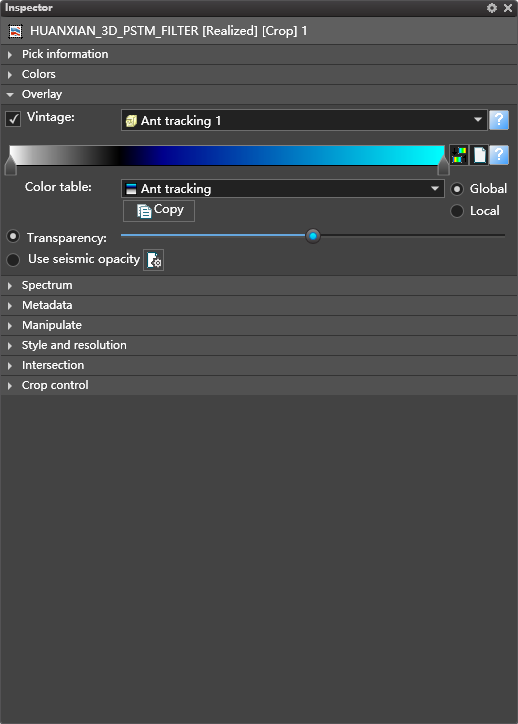 Inspector
HUANXIAN_3D_PSTM_FILTER [Realized] [Crop] 1
Pick information
Colors
Overlay
Vintage: Ant tracking 1 ?
?
Color table: Ant tracking Global
Copy Local
Transparency:
Use seismic opacity
Spectrum
Metadata
Manipulate
Style and resolution
Intersection
Crop control